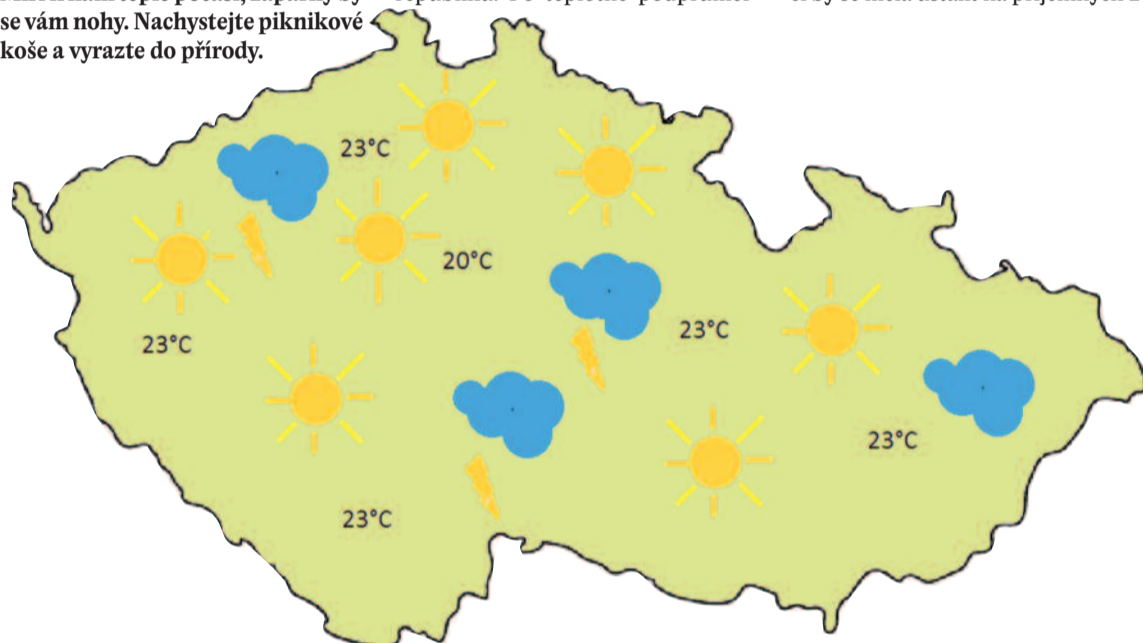 se vám nohy. Nachystejte piknikové
koše a vyrazte do přírody.
23°C
20°C
23°C
23°C
23°C
23°C